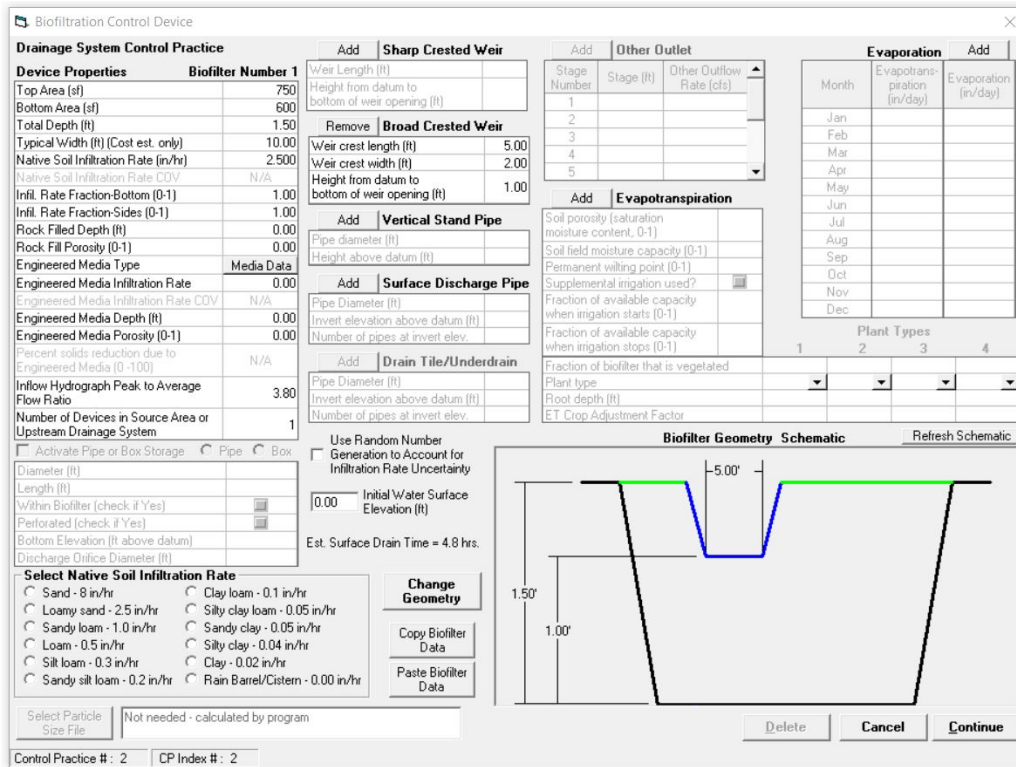 Biofiltration Control Device
Drainage System Control Practice
Device Properties Biofilter Number 1
Top Area (sf) 750
Bottom Area (sf) 600
Total Depth (ft) 1.50
Typical Width (ft) (Cost est. only) 10.00
Native Soil Infiltration Rate (in/hr) 2.500
Native Soil Infiltration Rate COV N/A
Infil. Rate Fraction-Bottom (0-1) 1.00
Infil. Rate Fraction-Sides (0-1) 1.00
Rock Filled Depth (ft) 0.00
Rock Fill Porosity (0-1) 0.00
Engineered Media Type Media Data
Engineered Media Infiltration Rate 0.00
Engineered Media Infiltration Rate COV N/A
Engineered Media Depth (ft) 0.00
Engineered Media Porosity (0-1) 0.00
Percent solids reduction due to
Engineered Media (0 -100) N/A
Inflow Hydrograph Peak to Average
Flow Ratio 3.80
Number of Devices in Source Area or
Upstream Drainage System 1
Activate Pipe or Box Storage Pipe Box
Diameter (ft)
Length (ft)
Within Biofilter (check if Yes)
Perforated (check if Yes)
Bottom Elevation (ft above datum)
Discharge Orifice Diameter (ft)
Select Native Soil Infiltration Rate
Sand - 8 in/hr
Loamy sand - 2.5 in/hr
Sandy loam - 1.0 in/hr
Loam - 0.5 in/hr
Silt loam - 0.3 in/hr
Sandy silt loam - 0.2 in/hr
Clay loam - 0.1 in/hr
Silty clay loam - 0.05 in/hr
Sandy clay - 0.05 in/hr
Silty clay - 0.04 in/hr
Clay - 0.02 in/hr
Rain Barrel/Cistern - 0.00 in/hr
Select Particle
Size File
Not needed - calculated by program
Control Practice # : 2 CP Index # : 2
Add Sharp Crested Weir
Weir Length (ft)
Height from datum to
bottom of weir opening (ft)
Remove Broad Crested Weir
Weir crest length (ft) 5.00
Weir crest width (ft) 2.00
Height from datum to
bottom of weir opening (ft) 1.00
Add Vertical Stand Pipe
Pipe diameter (ft)
Height above datum (ft)
Add Surface Discharge Pipe
Pipe Diameter (ft)
Invert elevation above datum (ft)
Number of pipes at invert elev.
Add Drain Tile/Underdrain
Pipe Diameter (ft)
Invert elevation above datum (ft)
Number of pipes at invert elev.
Use Random Number
Generation to Account for
Infiltration Rate Uncertainty
0.00 Initial Water Surface
Elevation (ft)
Est. Surface Drain Time = 4.8 hrs.
Change
Geometry
Copy Biofilter
Data
Paste Biofilter
Data
Add Other Outlet
Stage
Number
Stage (ft)
Other Outflow
Rate (cfs)
1
2
3
4
5
Add Evapotranspiration
Soil porosity (saturation
moisture content, 0-1)
Soil field moisture capacity (0-1)
Permanent wilting point (0-1)
Supplemental irrigation used?
Fraction of available capacity
when irrigation starts (0-1)
Fraction of available capacity
when irrigation stops (0-1)
Fraction of biofilter that is vegetated
Plant type
Root depth (ft)
ET Crop Adjustment Factor
Evaporation Add
Month
Evapotrans-
piration
(in/day)
Evaporation
(in/day)
Jan
Feb
Mar
Apr
May
Jun
Jul
Aug
Sep
Oct
Nov
Dec
Plant Types
1 2 3 4
Biofilter Geometry Schematic Refresh Schematic
5.00'
1.50'
1.00'
Delete Cancel Continue